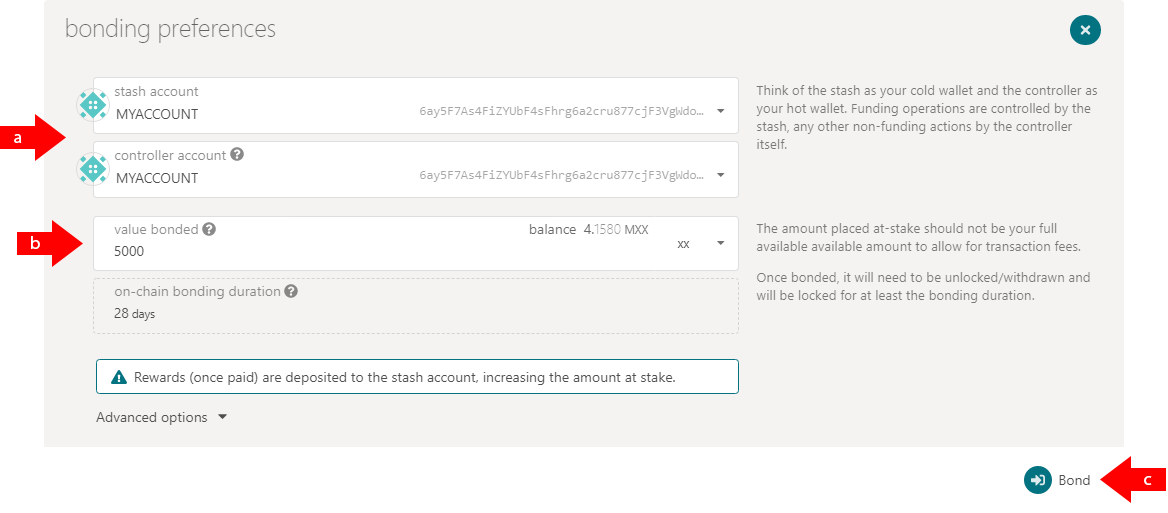 bonding preferences
stash account
MYACCOUNT 6ay5F7As4FiZYUbF4sFhrg6a2cru877cjF3VgWdo…
Think of the stash as your cold wallet and the controller as
your hot wallet. Funding operations are controlled by the
stash, any other non-funding actions by the controller
itself.
a
controller account
MYACCOUNT 6ay5F7As4FiZYUbF4sFhrg6a2cru877cjF3VgWdo…
b
value bonded balance 4.1580 MXX
5000 xx
The amount placed at-stake should not be your full
available available amount to allow for transaction fees.
Once bonded, it will need to be unlocked/withdrawn and
will be locked for at least the bonding duration.
on-chain bonding duration
28 days
Rewards (once paid) are deposited to the stash account, increasing the amount at stake.
Advanced options
Bond
c